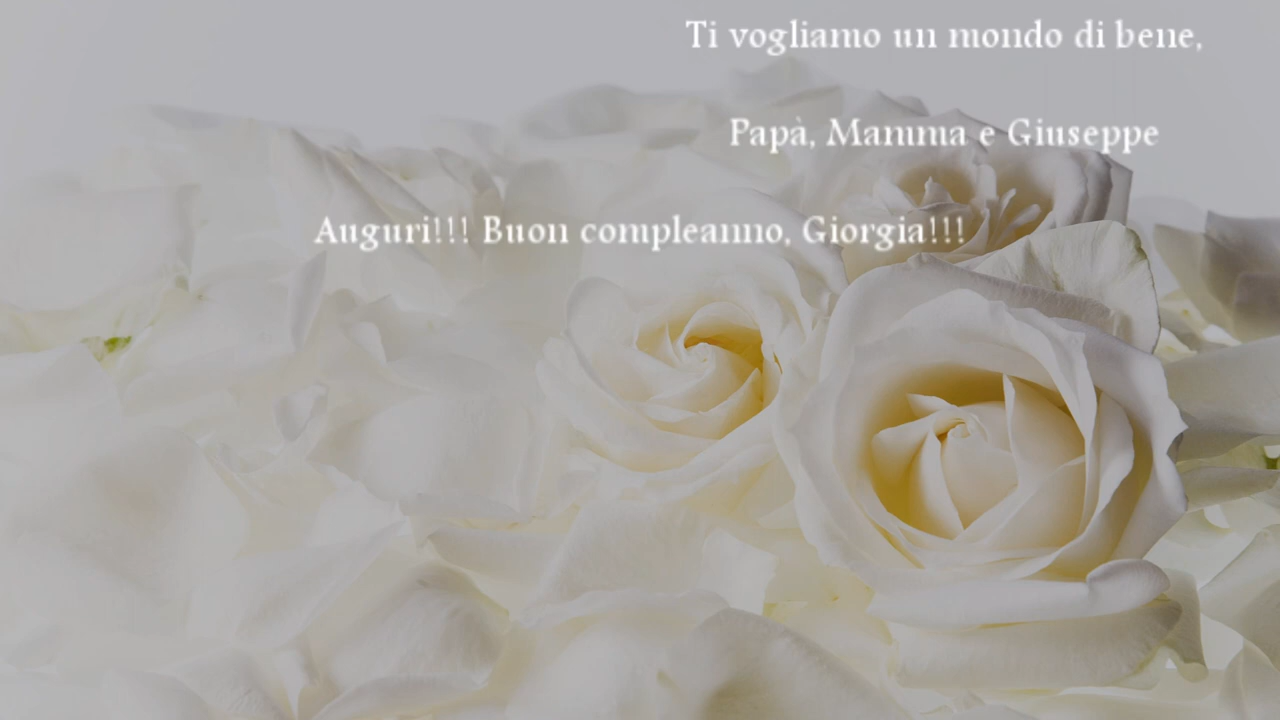 Ti vogliamo un mondo di bene,
Papà, Mamma e Giuseppe
Auguri!!! Buon compleanno, Giorgia!!!